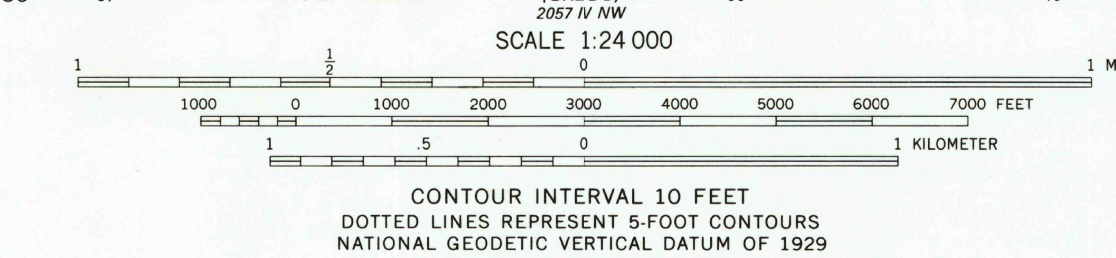 2057 IV NW
SCALE 1:24 000
1 1/2 0 1 M
1000 0 1000 2000 3000 4000 5000 6000 7000 FEET
1 .5 0 1 KILOMETER
CONTOUR INTERVAL 10 FEET
DOTTED LINES REPRESENT 5-FOOT CONTOURS
NATIONAL GEODETIC VERTICAL DATUM OF 1929